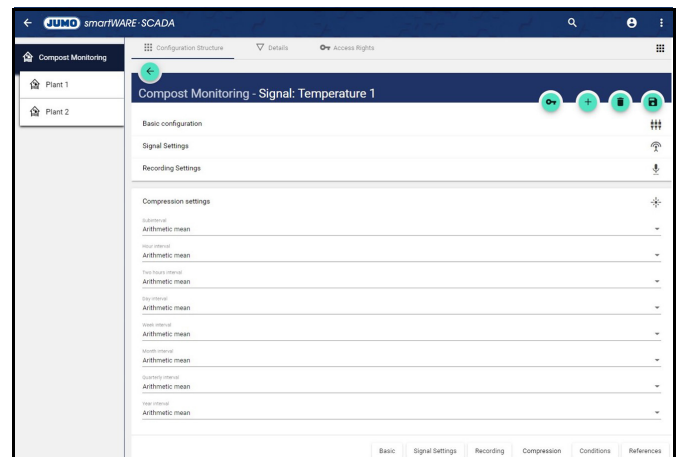 JUMO smartWARE·SCADA
Compost Monitoring
Plant 1
Plant 2
Configuration Structure Details Access Rights
Compost Monitoring - Signal: Temperature 1
Basic configuration
Signal Settings
Recording Settings
Compression settings
Subinterval
Arithmetic mean
Hour interval
Arithmetic mean
Two hours interval
Arithmetic mean
Day interval
Arithmetic mean
Week interval
Arithmetic mean
Month interval
Arithmetic mean
Quarterly interval
Arithmetic mean
Year interval
Arithmetic mean
Basic Signal Settings Recording Compression Conditions References